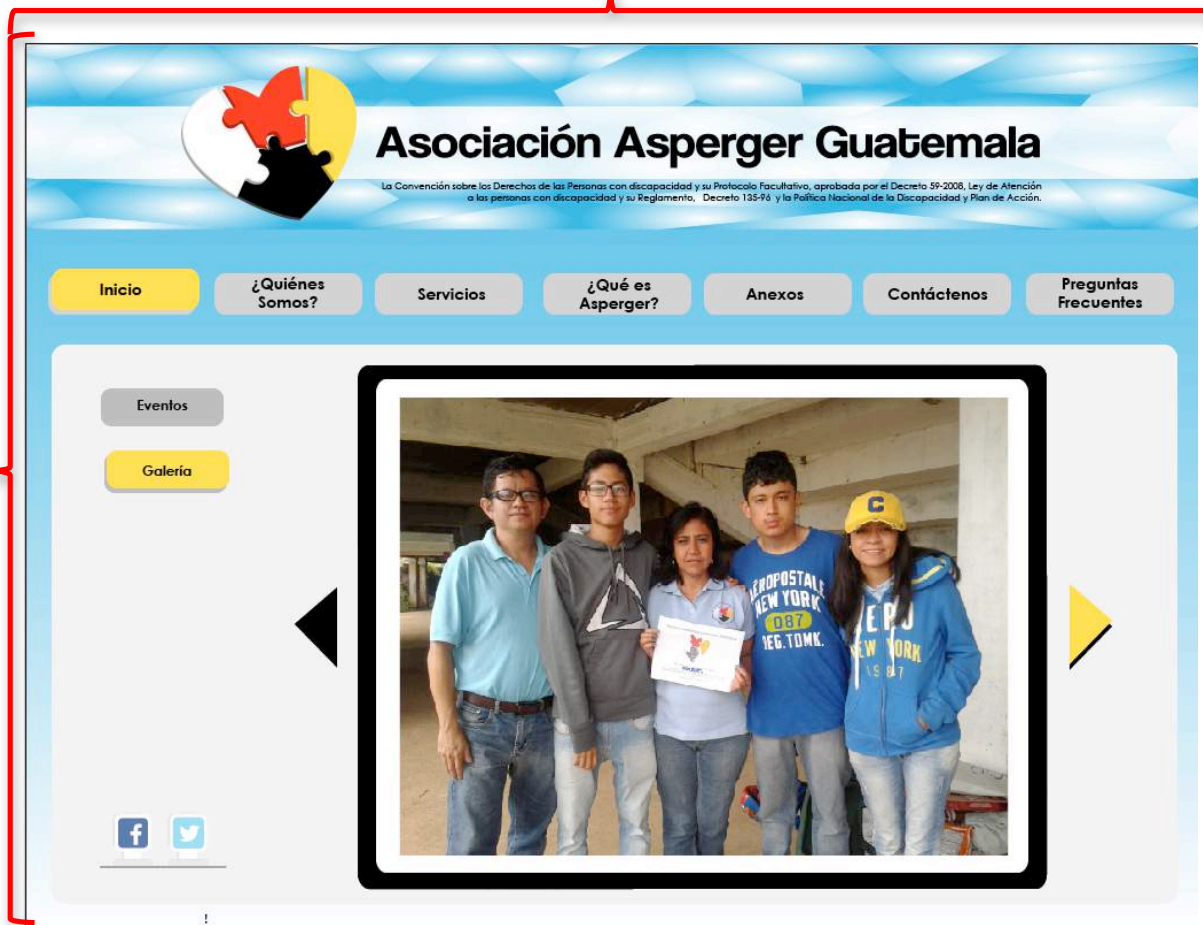 Asociación Asperger Guatemala
La Convención sobre los Derechos de las Personas con discapacidad y su Protocolo Facultativo, aprobada por el Decreto 59-2008, Ley de Atención
a las personas con discapacidad y su Reglamento, Decreto 135-96 y la Política Nacional de la Discapacidad y Plan de Acción.
Inicio
¿Quiénes
Somos?
Servicios
¿Qué es
Asperger?
Anexos
Contáctenos
Preguntas
Frecuentes
Eventos
Galería
C
AÉROPOSTALE
NEW YORK
087
REG.TDMK.
AERO
NEW YORK
1987
f
!